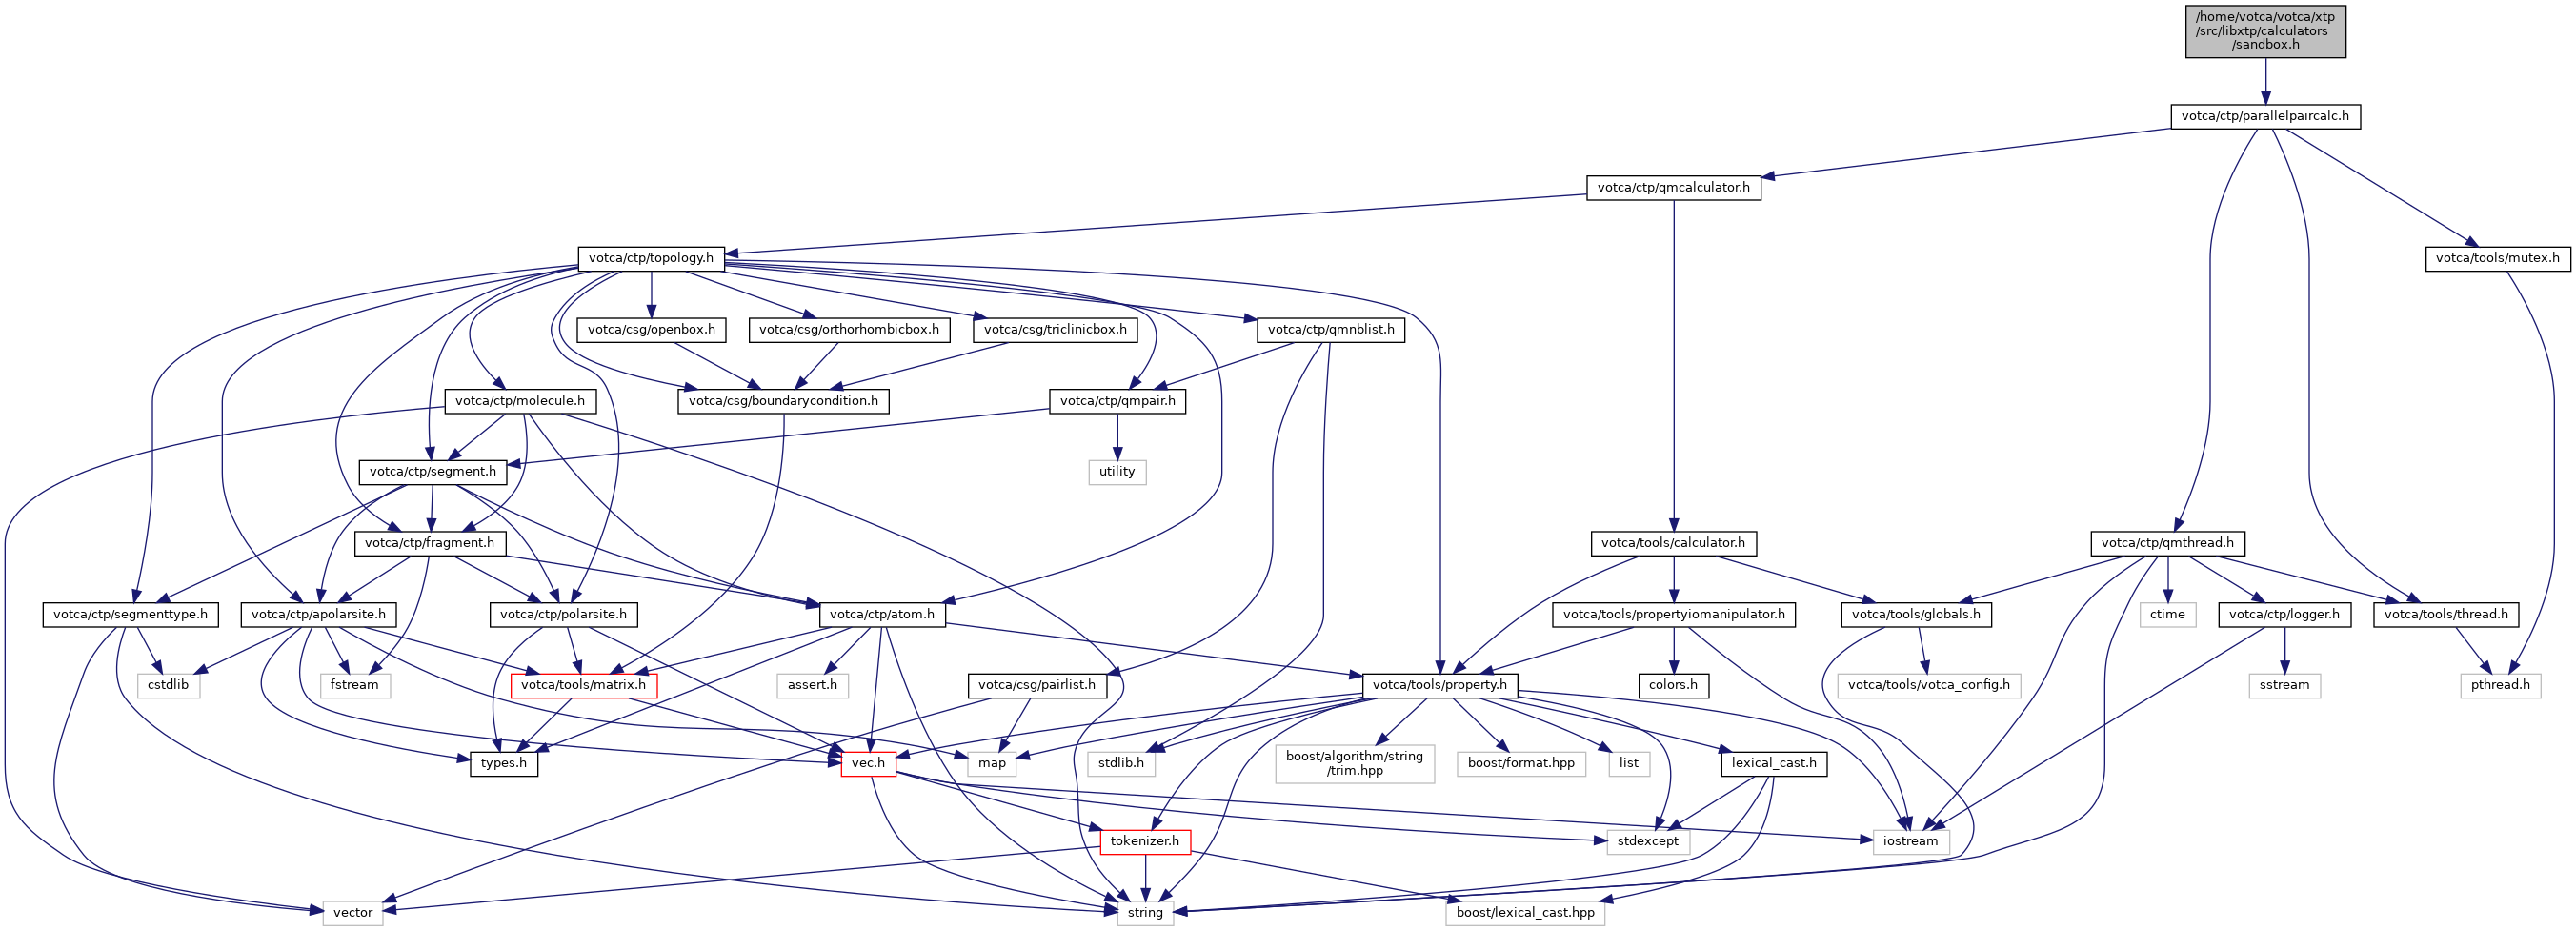 /home/votca/votca/xtp
/src/libxtp/calculators
/sandbox.h
votca/ctp/parallelpaircalc.h
votca/ctp/qmcalculator.h
votca/ctp/topology.h
votca/tools/mutex.h
votca/csg/openbox.h
votca/csg/orthorhombicbox.h
votca/csg/triclinicbox.h
votca/ctp/qmnblist.h
votca/ctp/molecule.h
votca/csg/boundarycondition.h
votca/ctp/qmpair.h
votca/ctp/segment.h
utility
votca/ctp/fragment.h
votca/tools/calculator.h
votca/ctp/qmthread.h
votca/ctp/segmenttype.h
votca/ctp/apolarsite.h
votca/ctp/polarsite.h
votca/ctp/atom.h
votca/tools/propertyiomanipulator.h
votca/tools/globals.h
ctime
votca/ctp/logger.h
votca/tools/thread.h
cstdlib
fstream
votca/tools/matrix.h
assert.h
votca/csg/pairlist.h
votca/tools/property.h
colors.h
votca/tools/votca_config.h
sstream
pthread.h
types.h
vec.h
map
stdlib.h
boost/algorithm/string
/trim.hpp
boost/format.hpp
list
lexical_cast.h
tokenizer.h
stdexcept
iostream
vector
string
boost/lexical_cast.hpp